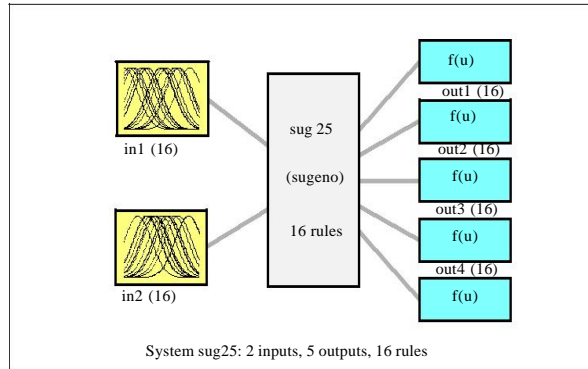 f(u)
out1 (16)
f(u)
out2 (16)
f(u)
out3 (16)
f(u)
out4 (16)
f(u)
in1 (16)
in2 (16)
sug 25
(sugeno)
16 rules
System sug25: 2 inputs, 5 outputs, 16 rules